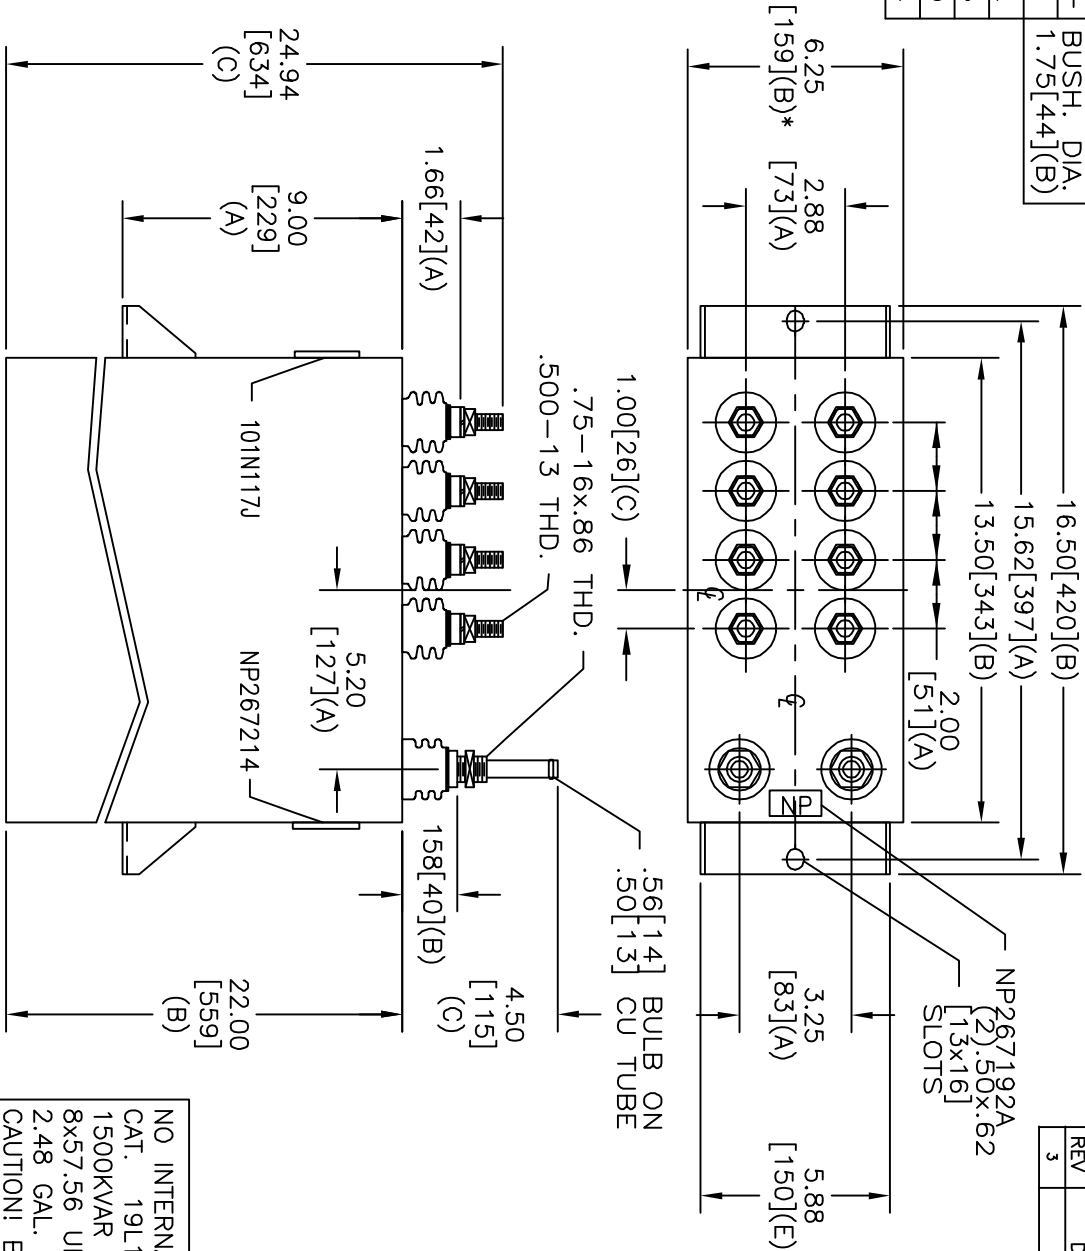 BUSH. DIA.
1.75[44](B)
6.25
[159](B)*
2.88
[73](A)
24.94
[634]
(C)
9.00
[229]
(A)
1.66[42](A)
16.50[420](B)
15.62[397](A)
13.50[343](B)
2.00
[51](A)
1.00[26](C)
.75-16x.86 THD.
.500-13 THD.
CL
CL
NP
101N117J
NP267214
5.20
[127](A)
158[40](B)
.56[14] BULB ON
.50[13] CU TUBE
4.50
[115]
(C)
22.00
[559]
(B)
3.25
[83](A)
5.88
[150](E)
NP267192A
(2).50x.62
[13x16]
SLOTS
REV
3
NO INTERN
CAT. 19L1
1500KVAR
8x57.56
2.48 GAL.
CAUTION!